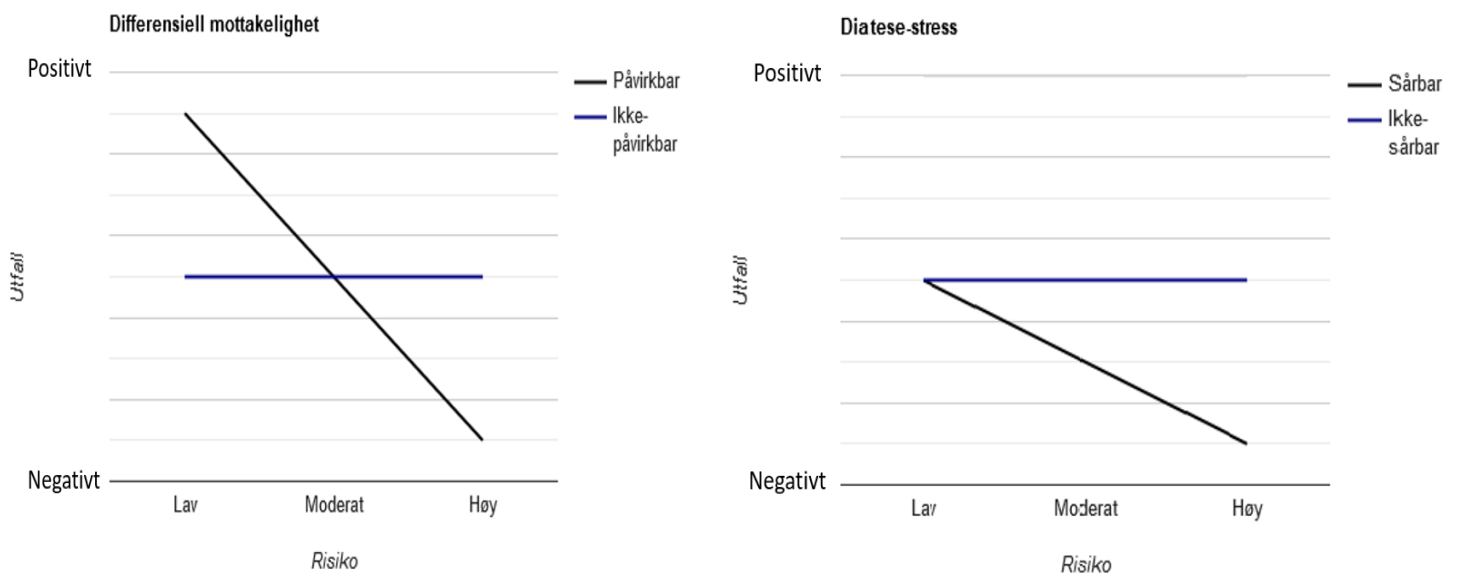 Differensiell mottakelighet
Positivt
Påvirkbar
Ikke-
påvirkbar
Utfall
Negativt
Lav
Moderat
Høy
Risiko
Diatese-stress
Positivt
Sårbar
Ikke-
sårbar
Utfall
Negativt
Lav
Moderat
Høy
Risiko